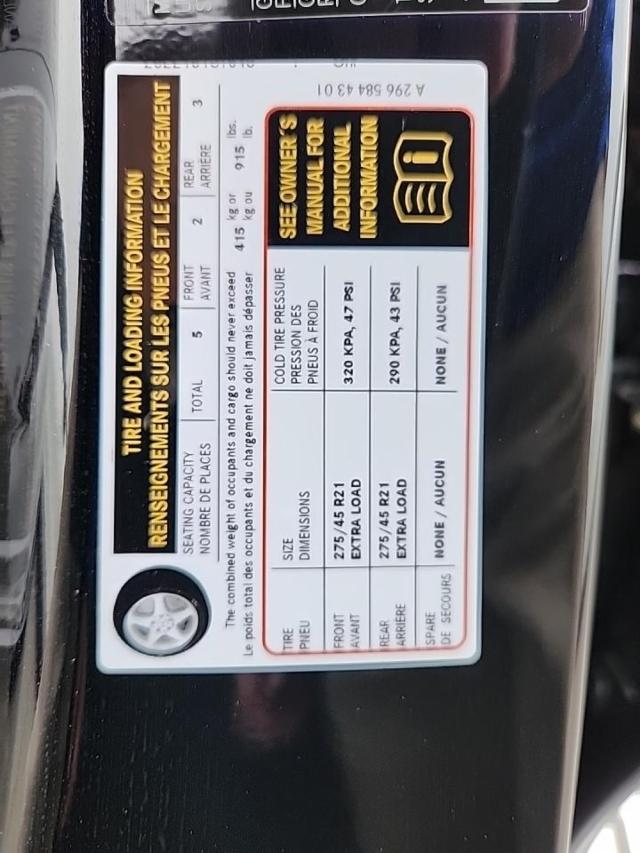 TIRE AND LOADING INFORMATION
RENSEIGNEMENTS SUR LES PNEUS ET LE CHARGEMENT
SEATING CAPACITY TOTAL 5 FRONT 2 REAR 3
NOMBRE DE PLACES AVANT ARRIÈRE
The combined weight of occupants and cargo should never exceed 415 kg or 915 lbs.
Le poids total des occupants et du chargement ne doit jamais dépasser kg ou lb.
TIRE SIZE COLD TIRE PRESSURE
PNEU DIMENSIONS PRESSION DES
PNEUS À FROID
FRONT 275/45 R21 320 KPA, 47 PSI
AVANT EXTRA LOAD
REAR 275/45 R21 290 KPA, 43 PSI
ARRIÈRE EXTRA LOAD
SPARE NONE / AUCUN NONE / AUCUN
DE SECOURS
SEE OWNER'S
MANUAL FOR
ADDITIONAL
INFORMATION
A 296 584 43 01